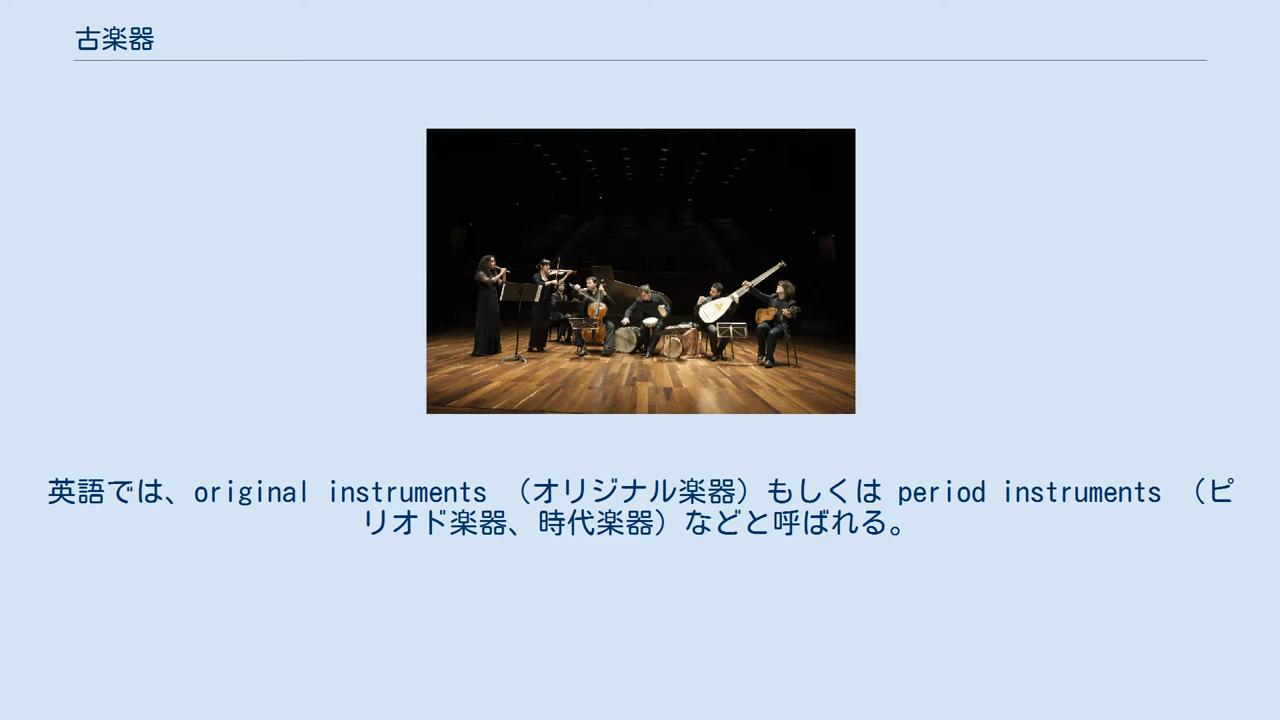 古楽器
英語では、original instruments （オリジナル楽器）もしくは period instruments （ピ
リオド楽器、時代楽器）などと呼ばれる。